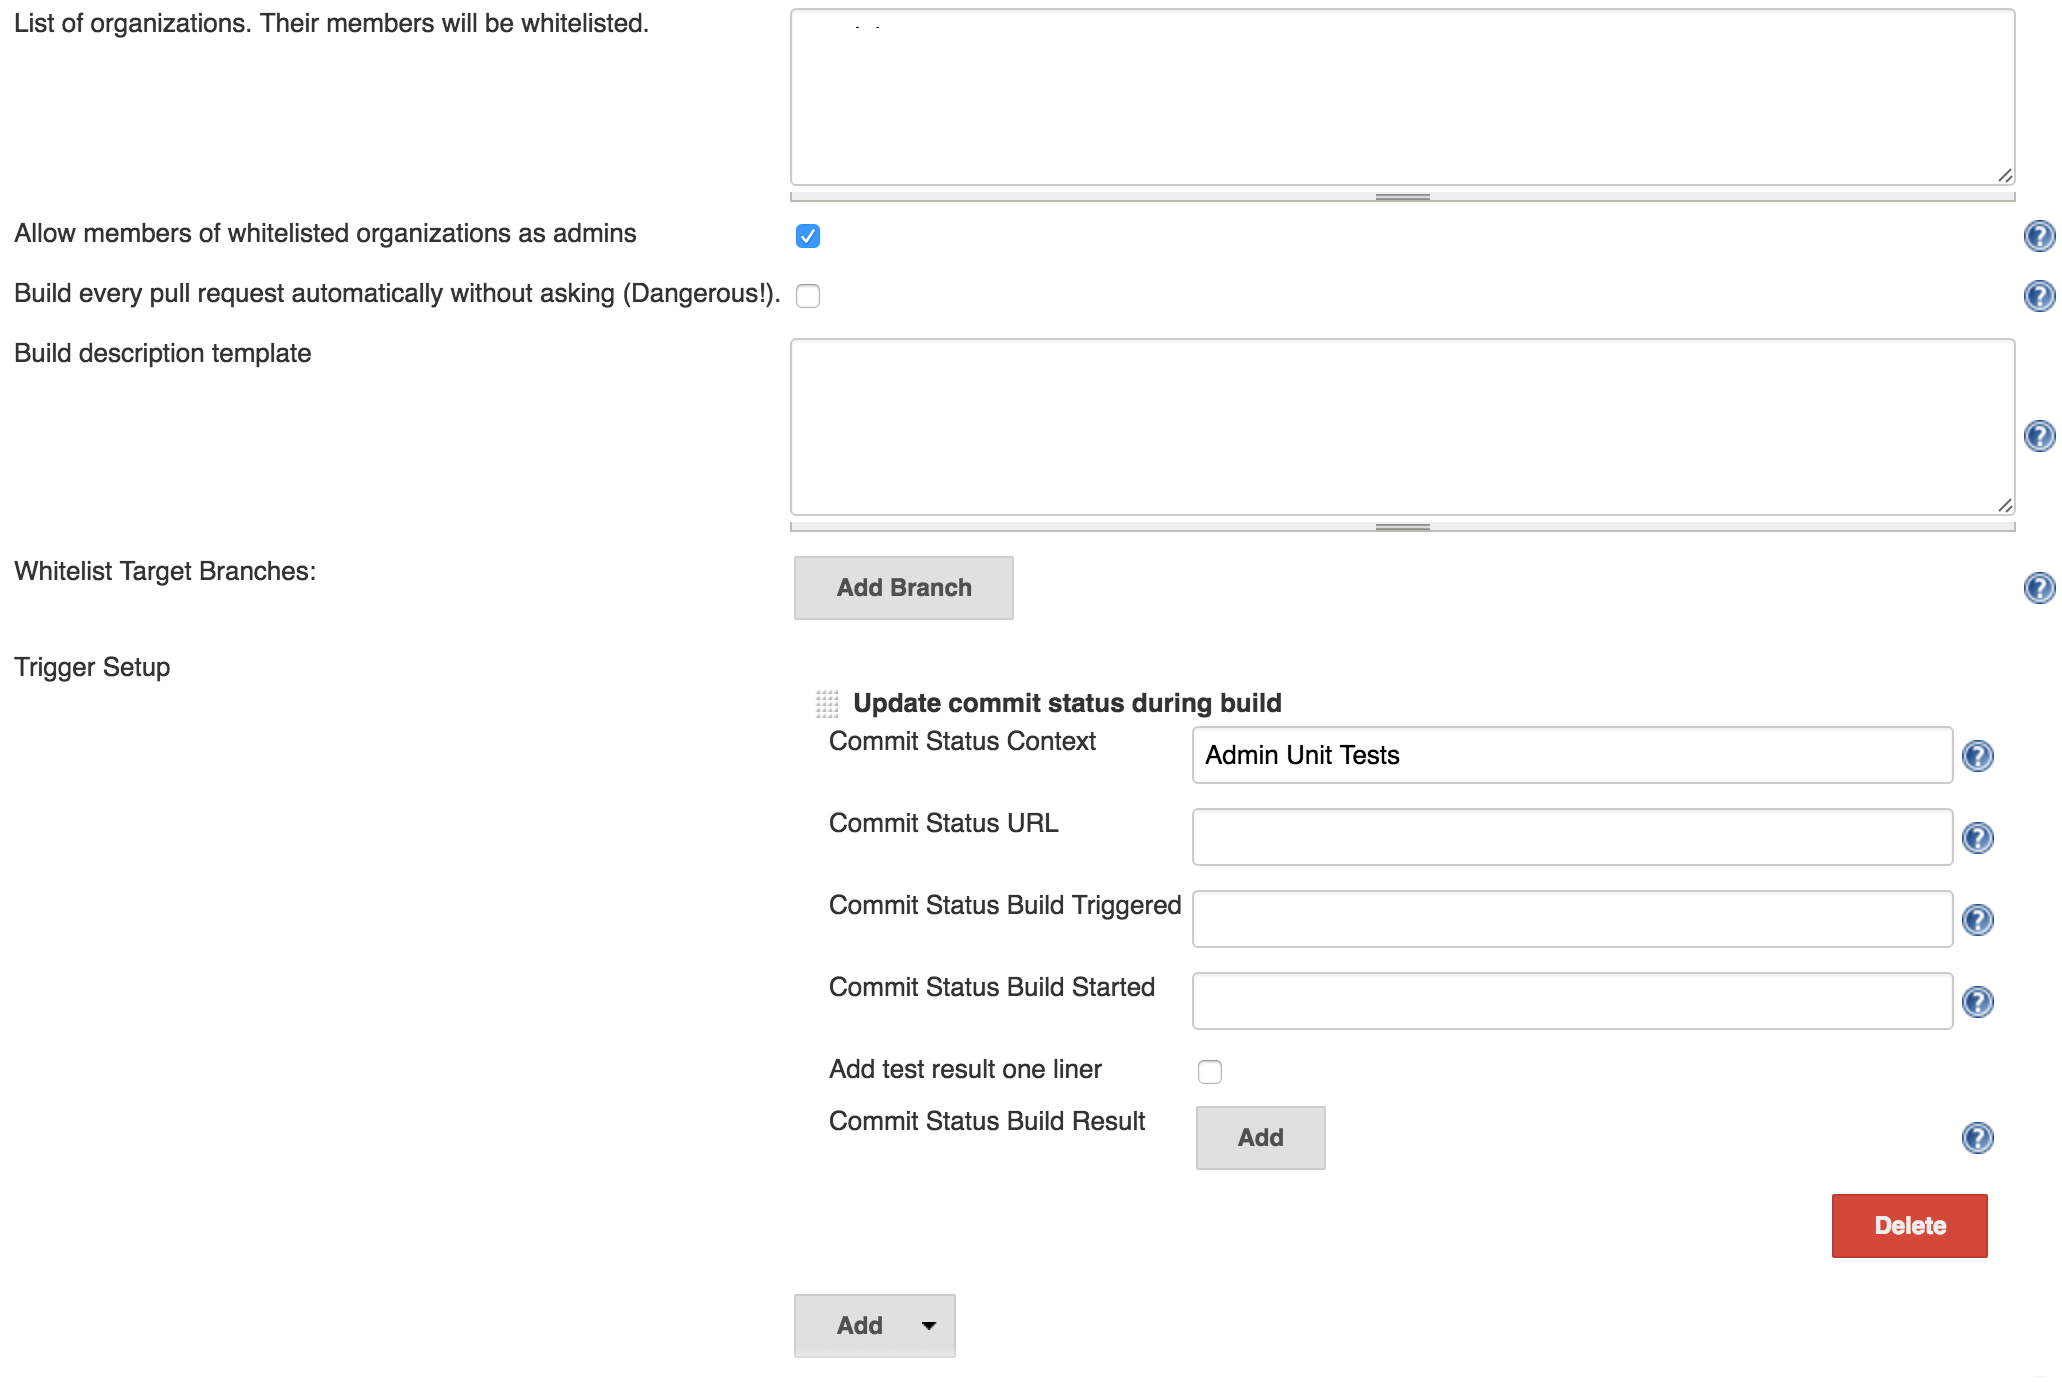 List of organizations. Their members will be whitelisted.
Allow members of whitelisted organizations as admins
Build every pull request automatically without asking (Dangerous!).
Build description template
Whitelist Target Branches:
Add Branch
Trigger Setup
Update commit status during build
Commit Status Context
Admin Unit Tests
Commit Status URL
Commit Status Build Triggered
Commit Status Build Started
Add test result one liner
Commit Status Build Result
Add
Delete
Add